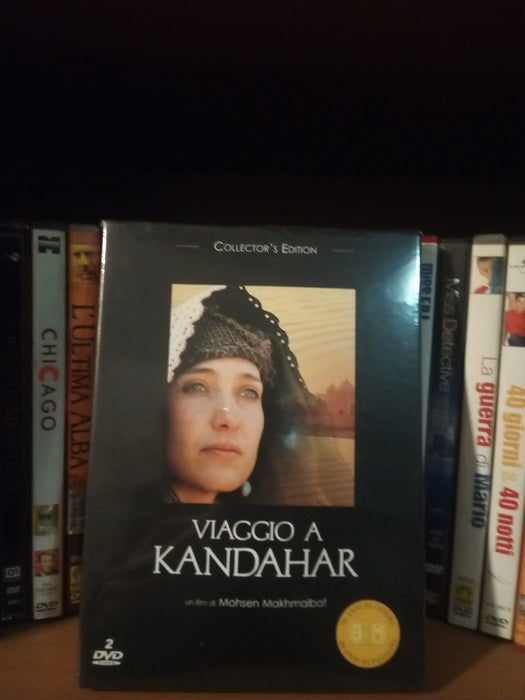 COLLECTOR'S EDITION
VIAGGIO A
KANDAHAR
un film di Mohsen Makhmalbaf
2
DVD
VIDEO
CHICAGO
L'ULTIMA ALBA
Miss Detective
La guerra di Mario
40 giorni & 40 notti